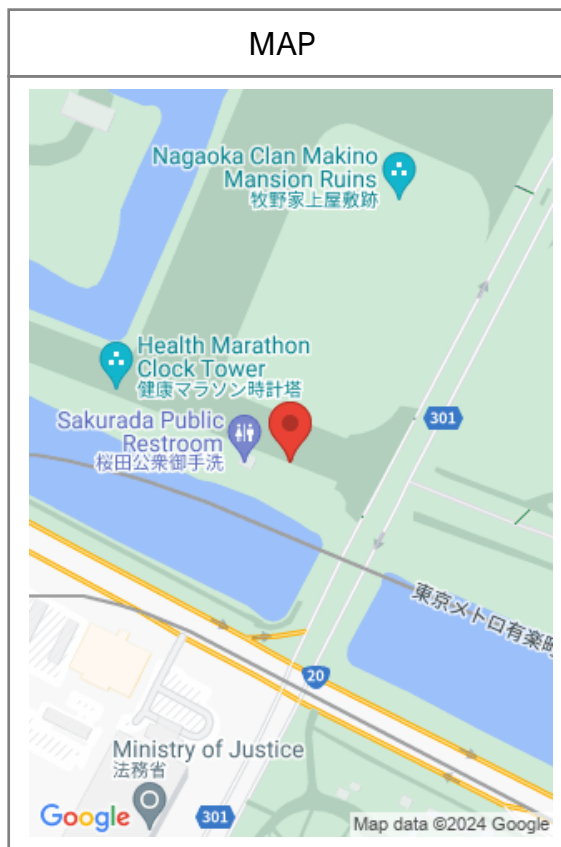 MAP
Nagaoka Clan Makino
Mansion Ruins
牧野家上屋敷跡
Health Marathon
Clock Tower
健康マラソン時計塔
Sakurada Public
Restroom
桜田公衆御手洗
301
東京メトロ有楽町
20
Ministry of Justice
法務省
301
Google
Map data ©2024 Google